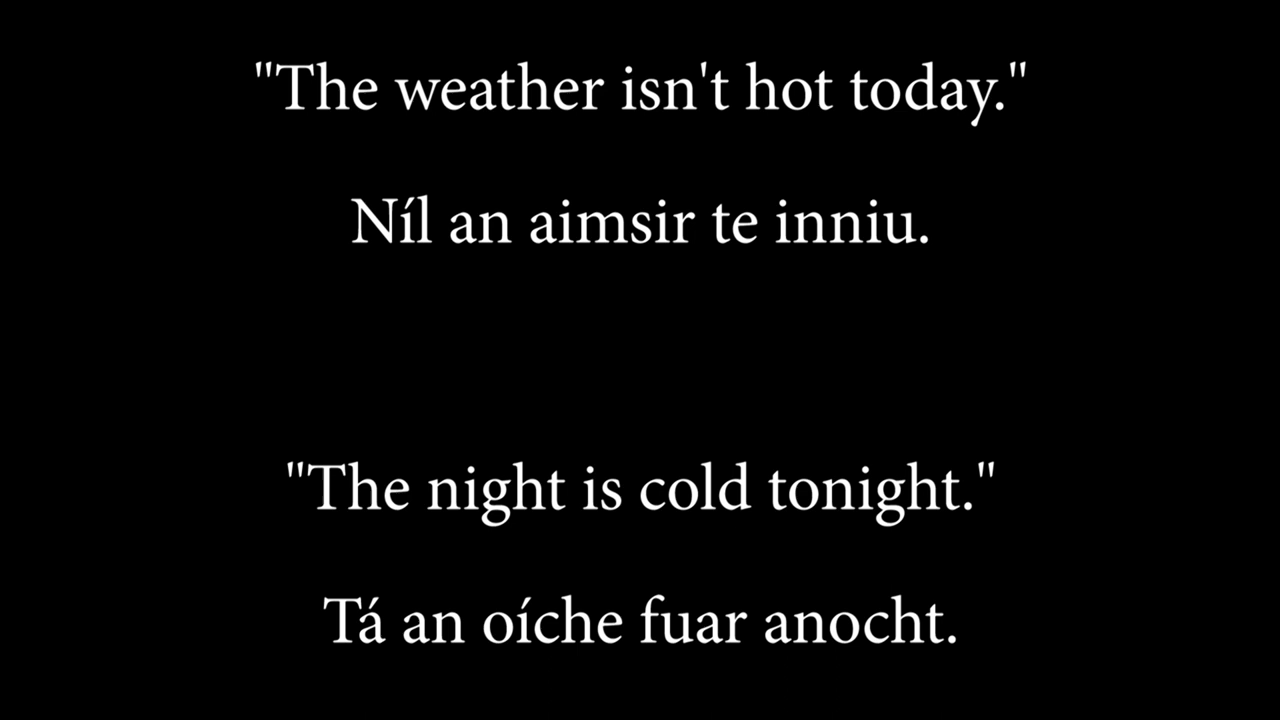 "The weather isn't hot today."
Níl an aimsir te inniu.
"The night is cold tonight."
Tá an oíche fuar anocht.